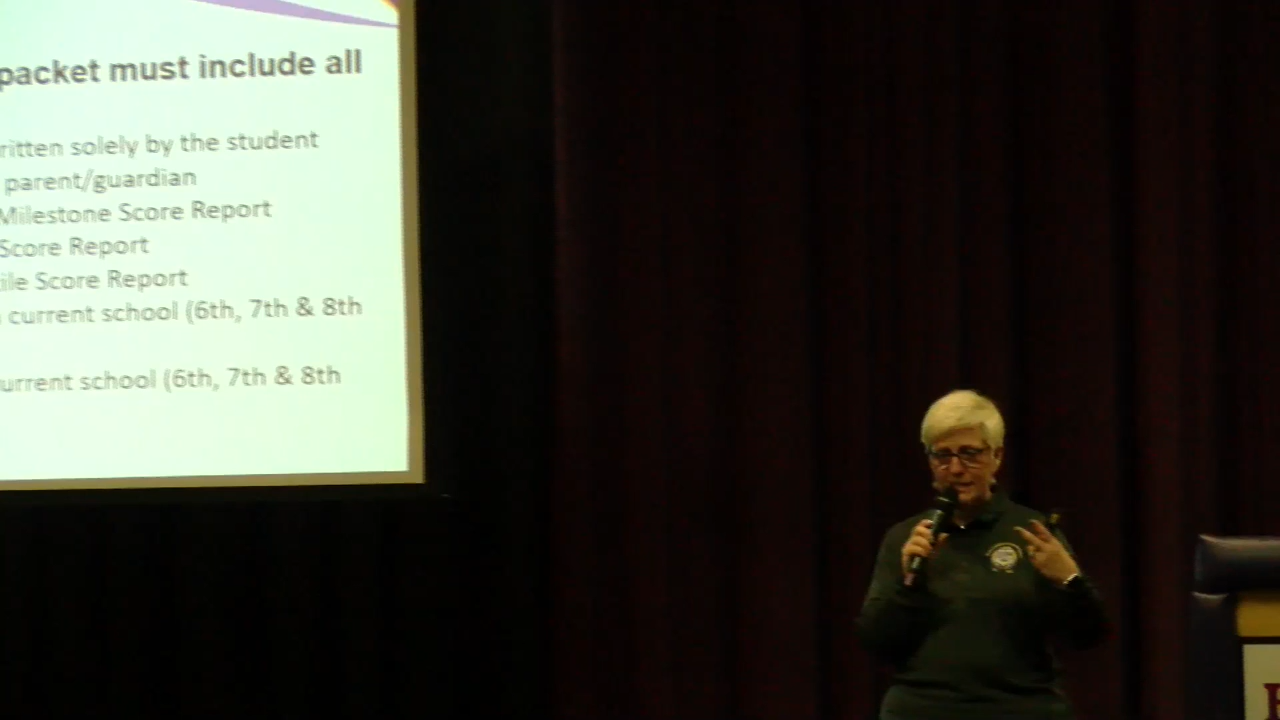 packet must include all
ritten solely by the student
parent/guardian
Milestone Score Report
Score Report
ile Score Report
current school (6th, 7th & 8th
urrent school (6th, 7th & 8th